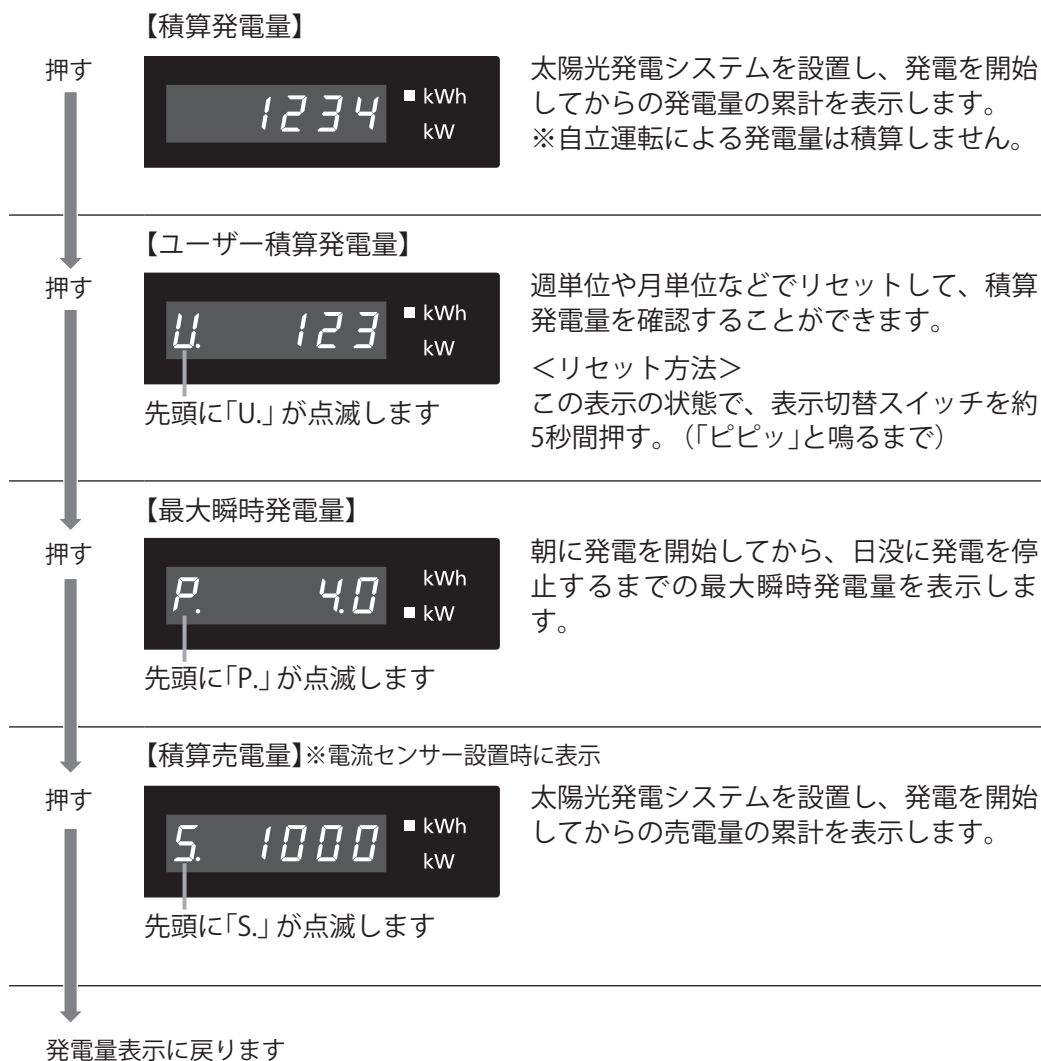 【積算発電量】
押す
1234
kWh
kW
太陽光発電システムを設置し、発電を開始
してからの発電量の累計を表示します。
※自立運転による発電量は積算しません。
【ユーザー積算発電量】
押す
U. 123
kWh
kW
先頭に「U.」が点滅します
週単位や月単位などでリセットして、積算
発電量を確認することができます。
＜リセット方法＞
この表示の状態で、表示切替スイッチを約
5秒間押す。（「ピピッ」と鳴るまで）
【最大瞬時発電量】
押す
P. 4.0
kWh
kW
先頭に「P.」が点滅します
朝に発電を開始してから、日没に発電を停
止するまでの最大瞬時発電量を表示しま
す。
【積算売電量】※電流センサー設置時に表示
押す
S. 1000
kWh
kW
先頭に「S.」が点滅します
太陽光発電システムを設置し、発電を開始
してからの売電量の累計を表示します。
発電量表示に戻ります